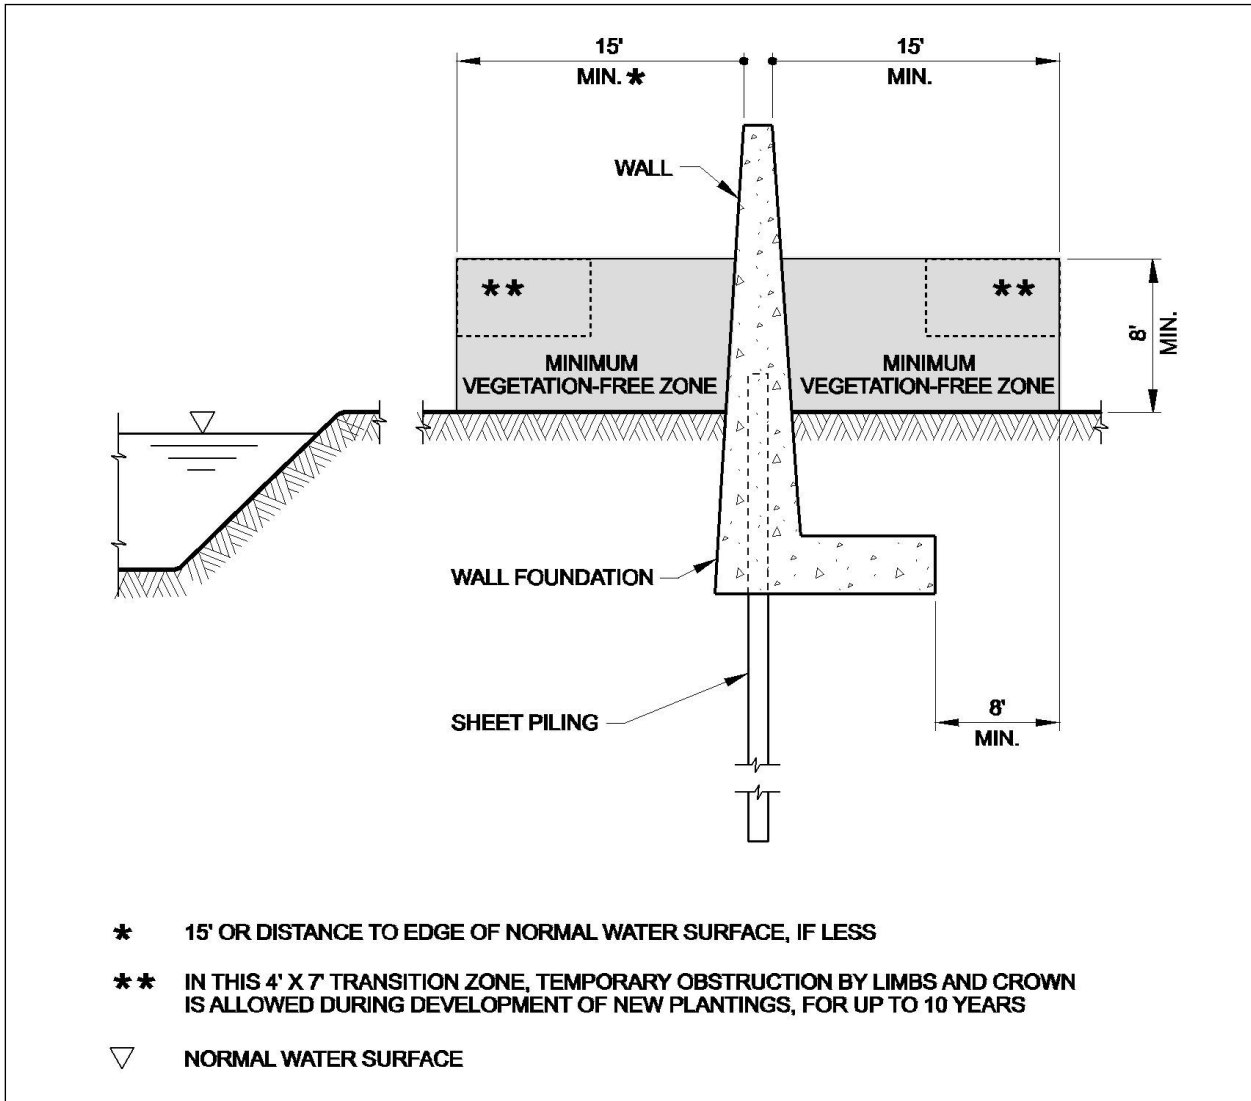 15'
MIN. *
15'
MIN.
WALL
**
**
8'
MIN.
MINIMUM
VEGETATION-FREE ZONE
MINIMUM
VEGETATION-FREE ZONE
WALL FOUNDATION
SHEET PILING
8'
MIN.
* 15' OR DISTANCE TO EDGE OF NORMAL WATER SURFACE, IF LESS
** IN THIS 4' X 7' TRANSITION ZONE, TEMPORARY OBSTRUCTION BY LIMBS AND CROWN
IS ALLOWED DURING DEVELOPMENT OF NEW PLANTINGS, FOR UP TO 10 YEARS
NORMAL WATER SURFACE